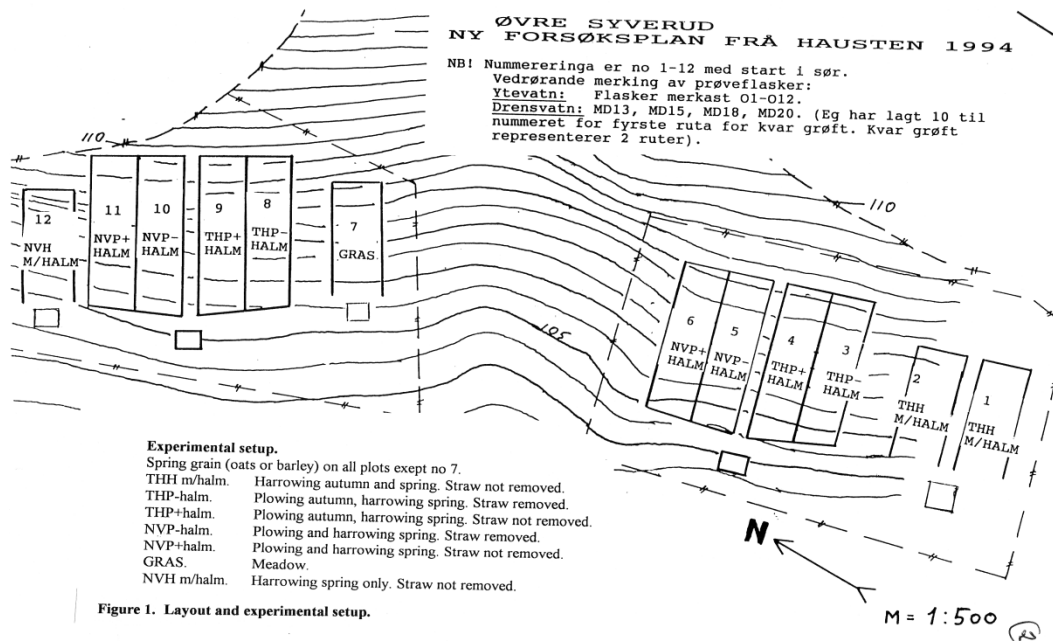 ØVRE SYVERUD
NY FORSØKSPLAN FRÅ HAUSTEN 1994
NB! Nummereringa er no 1-12 med start i sør.
Vedrørande merking av prøveflasker:
Ytevatn: Flasker merkast O1-O12.
Drensvatn: MD13, MD15, MD18, MD20. (Eg har lagt 10 til
nummeret for fyrste ruta for kvar grøft. Kvar grøft
representerer 2 ruter).
110
110
105
12
NVH
M/HALM
11
NVP+
HALM
10
NVP-
HALM
9
THP+
HALM
8
THP-
HALM
7
GRAS
6
NVP+
HALM
5
NVP-
HALM
4
THP+
HALM
3
THP-
HALM
2
THH
M/HALM
1
THH
M/HALM
Experimental setup.
Spring grain (oats or barley) on all plots exept no 7.
THH m/halm. Harrowing autumn and spring. Straw not removed.
THP-halm. Plowing autumn, harrowing spring. Straw removed.
THP+halm. Plowing autumn, harrowing spring. Straw not removed.
NVP-halm. Plowing and harrowing spring. Straw removed.
NVP+halm. Plowing and harrowing spring. Straw not removed.
GRAS. Meadow.
NVH m/halm. Harrowing spring only. Straw not removed.
Figure 1. Layout and experimental setup.
N
M = 1:500